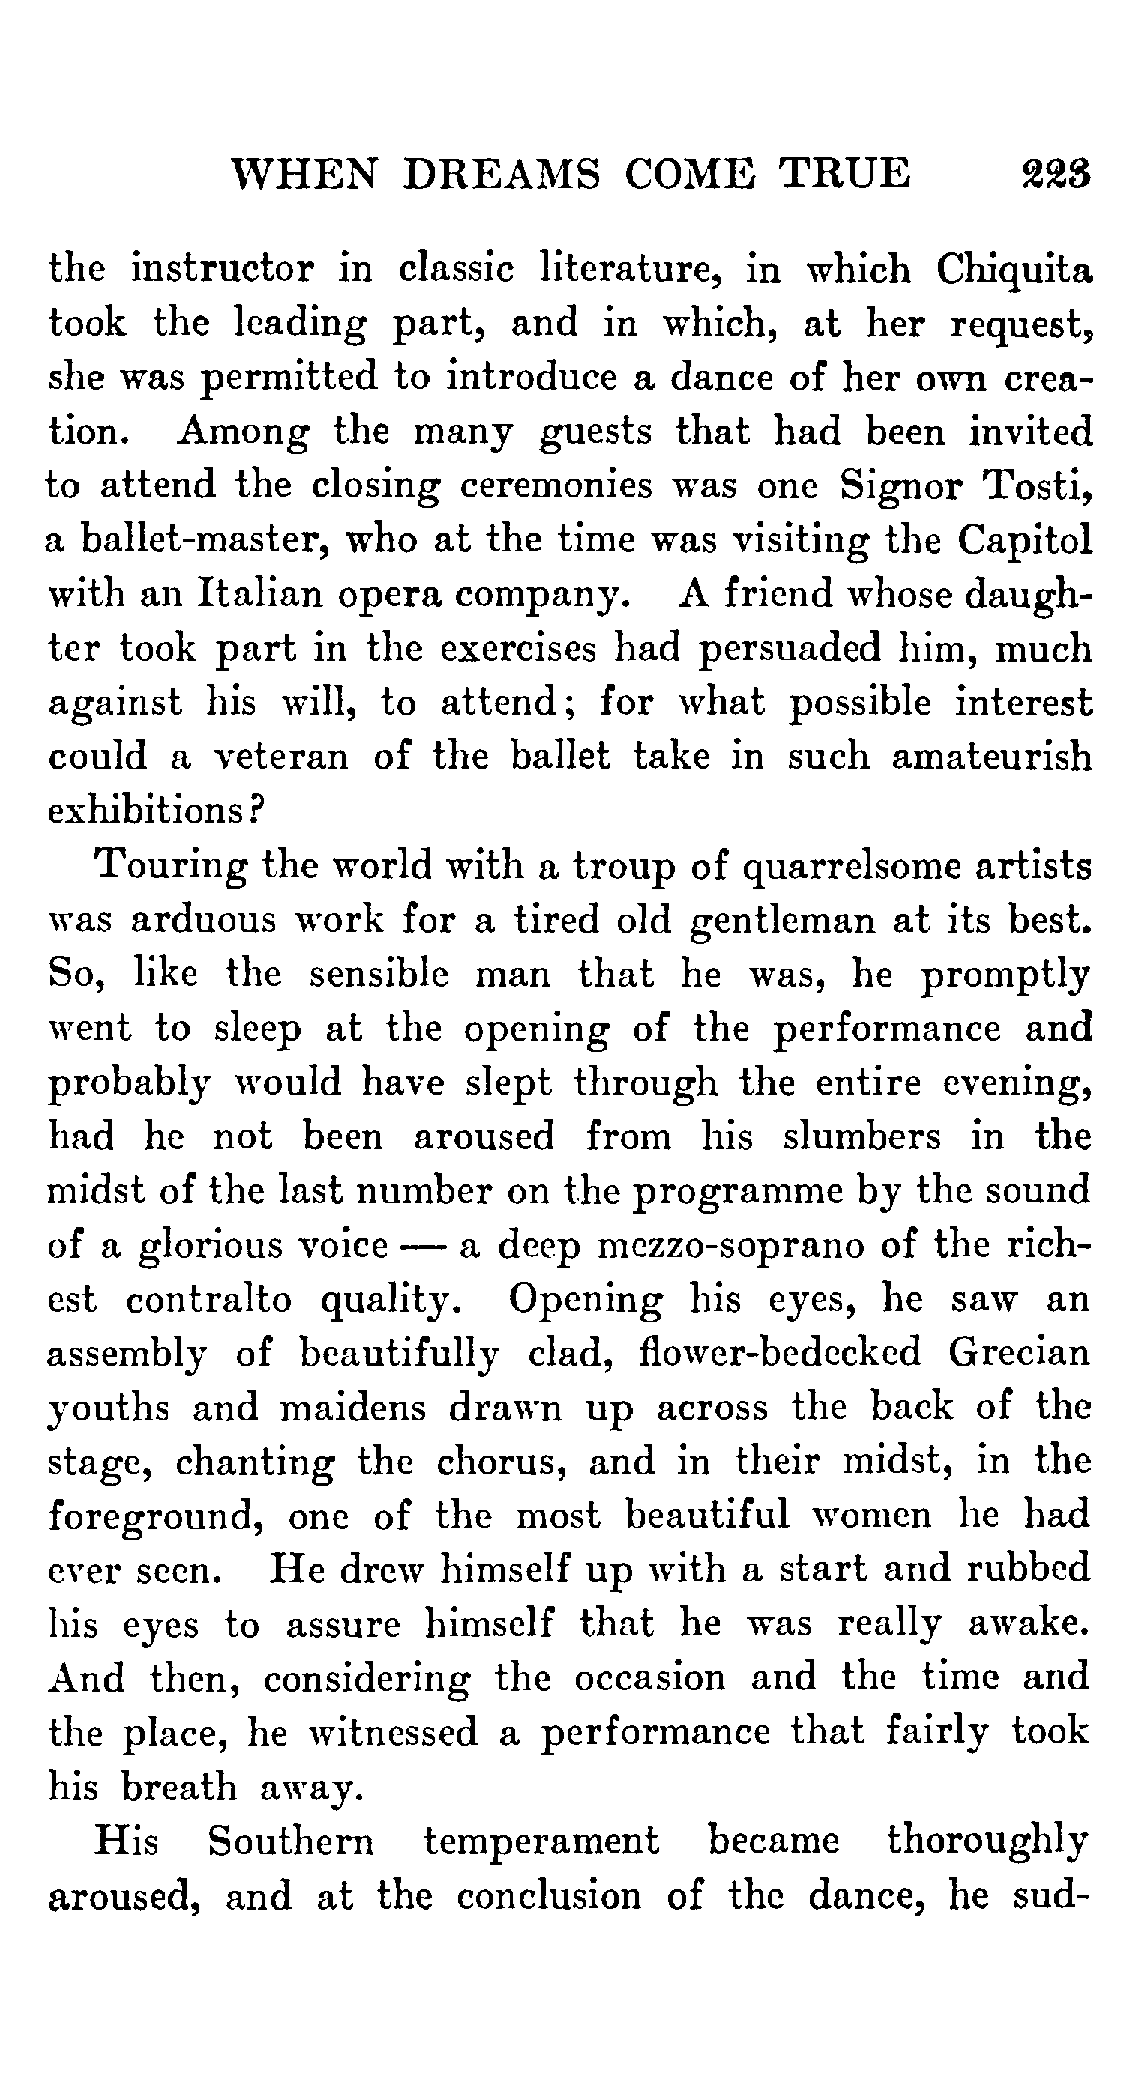 WHEN DREAMS COME TRUE 223
the instructor in classic literature, in which Chiquita
took the leading part, and in which, at her request,
she was permitted to introduce a dance of her own crea-
tion. Among the many guests that had been invited
to attend the closing ceremonies was one Signor Tosti,
a ballet-master, who at the time was visiting the Capitol
with an Italian opera company. A friend whose daugh-
ter took part in the exercises had persuaded him, much
against his will, to attend; for what possible interest
could a veteran of the ballet take in such amateurish
exhibitions?
Touring the world with a troup of quarrelsome artists
was arduous work for a tired old gentleman at its best.
So, like the sensible man that he was, he promptly
went to sleep at the opening of the performance and
probably would have slept through the entire evening,
had he not been aroused from his slumbers in the
midst of the last number on the programme by the sound
of a glorious voice — a deep mezzo-soprano of the rich-
est contralto quality. Opening his eyes, he saw an
assembly of beautifully clad, flower-bedecked Grecian
youths and maidens drawn up across the back of the
stage, chanting the chorus, and in their midst, in the
foreground, one of the most beautiful women he had
ever seen. He drew himself up with a start and rubbed
his eyes to assure himself that he was really awake.
And then, considering the occasion and the time and
the place, he witnessed a performance that fairly took
his breath away.
His Southern temperament became thoroughly
aroused, and at the conclusion of the dance, he sud-